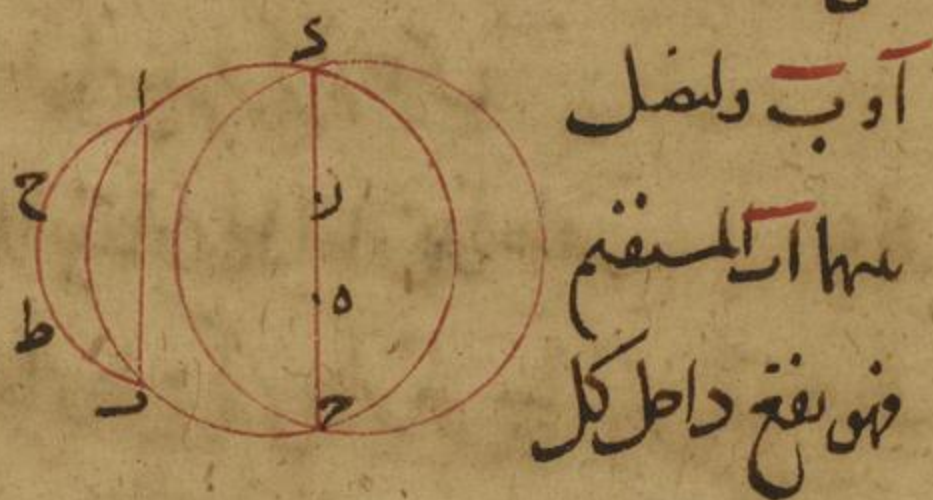 آ و ب ولنصل
بينهما اب المستقيم
فهو يقع داخل كل
ا
د
ح
ط
ب
ر
ه
ج